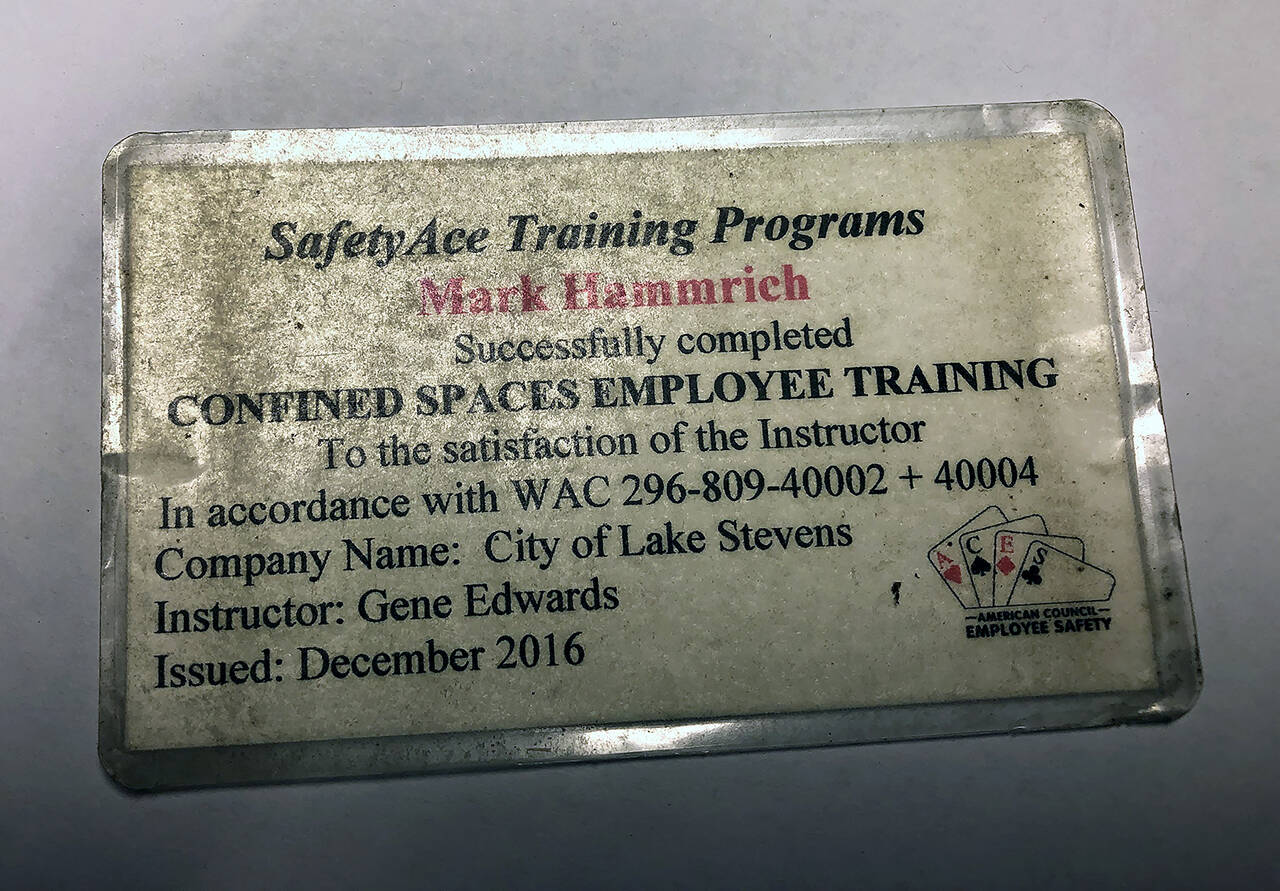 SafetyAce Training Programs
Mark Hammrich
Successfully completed
CONFINED SPACES EMPLOYEE TRAINING
To the satisfaction of the Instructor
In accordance with WAC 296-809-40002 + 40004
Company Name: City of Lake Stevens
Instructor: Gene Edwards
Issued: December 2016
A C E S
AMERICAN COUNCIL
EMPLOYEE SAFETY